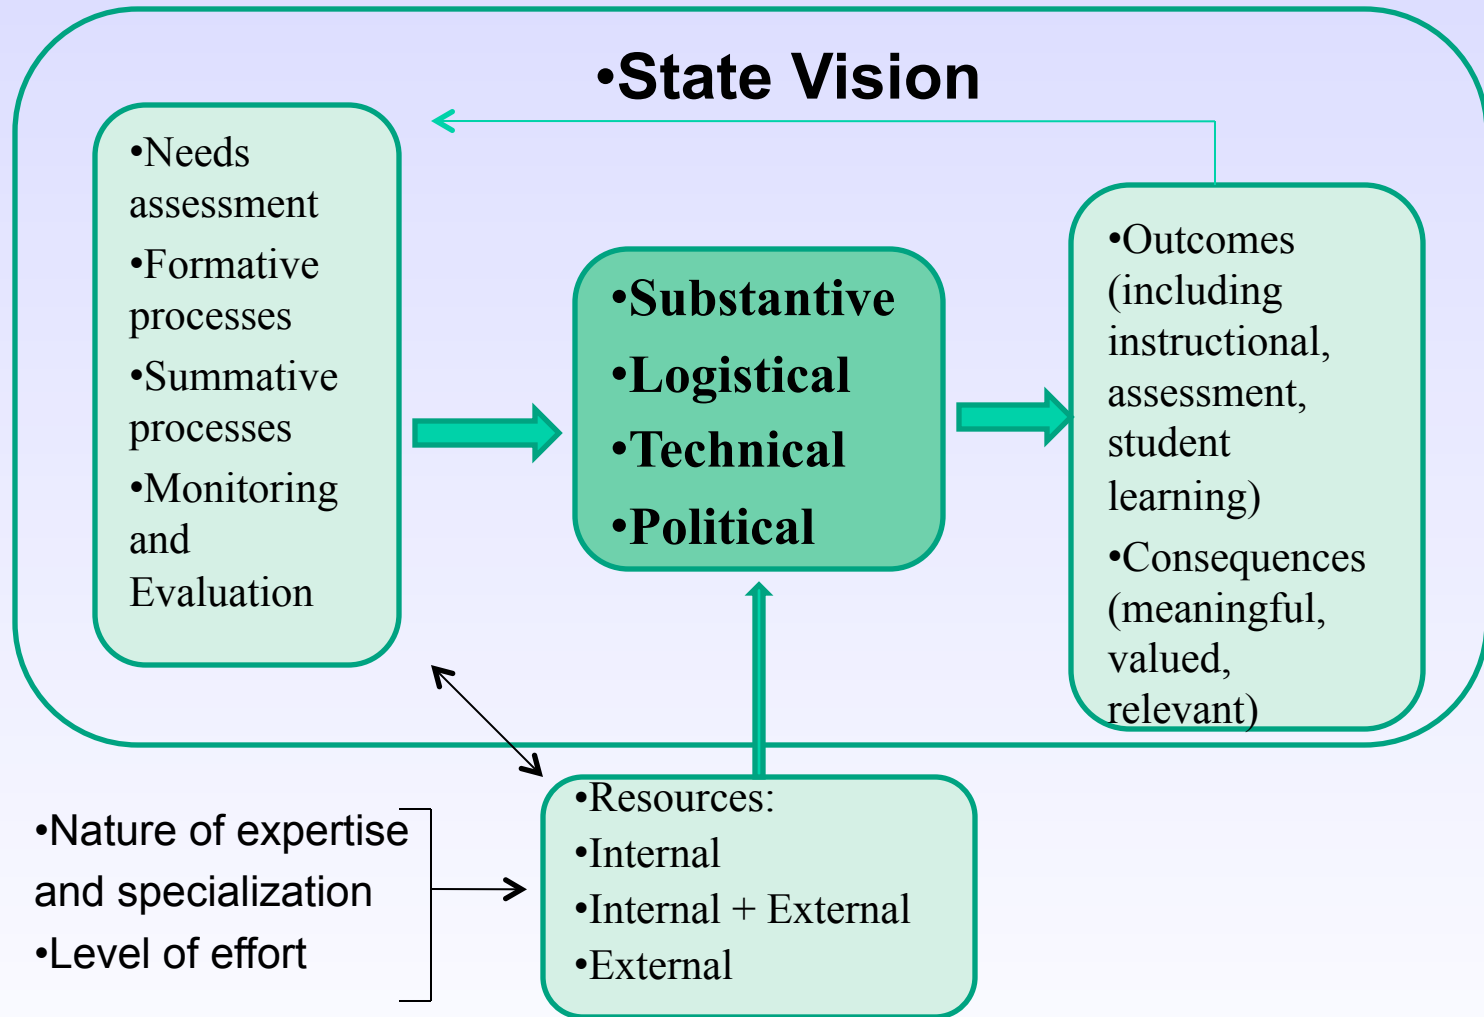 •State Vision
•Needs
assessment
•Formative
processes
•Summative
processes
•Monitoring
and
Evaluation
•Substantive
•Logistical
•Technical
•Political
•Outcomes
(including
instructional,
assessment,
student
learning)
•Consequences
(meaningful,
valued,
relevant)
•Nature of expertise
and specialization
•Level of effort
•Resources:
•Internal
•Internal + External
•External